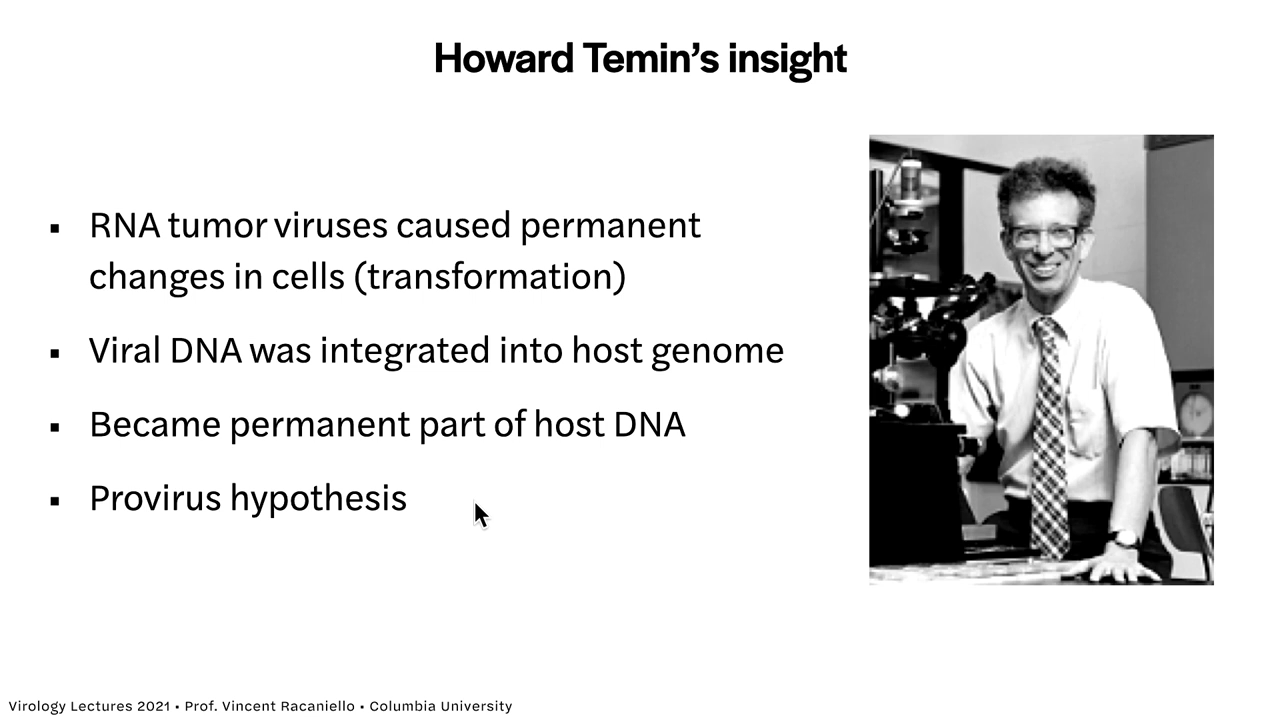 Howard Temin’s insight
▪ RNA tumor viruses caused permanent
changes in cells (transformation)
▪ Viral DNA was integrated into host genome
▪ Became permanent part of host DNA
▪ Provirus hypothesis
Virology Lectures 2021 • Prof. Vincent Racaniello • Columbia University